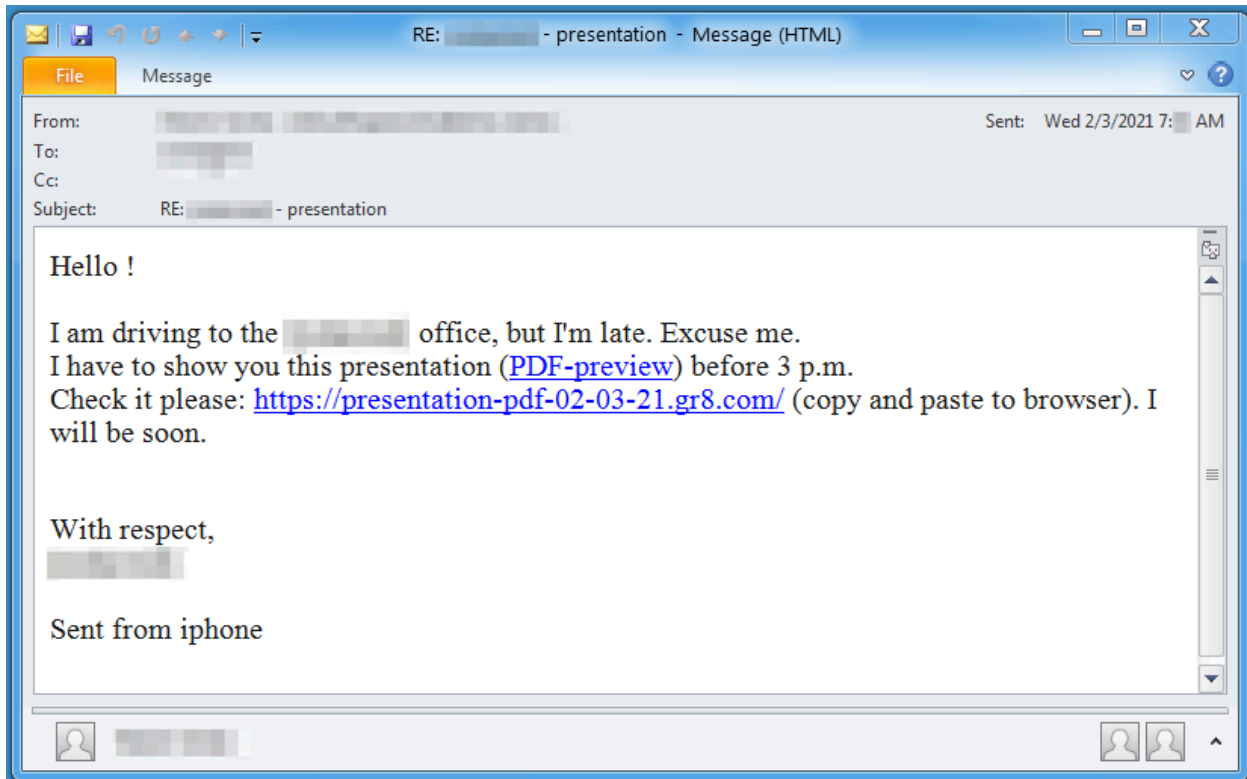 RE: - presentation - Message (HTML)
File Message
From:
Sent: Wed 2/3/2021 7: AM
To:
Cc:
Subject: RE: - presentation
Hello !
I am driving to the office, but I'm late. Excuse me.
I have to show you this presentation (PDF-preview) before 3 p.m.
Check it please: https://presentation-pdf-02-03-21.gr8.com/ (copy and paste to browser). I
will be soon.
With respect,
Sent from iphone